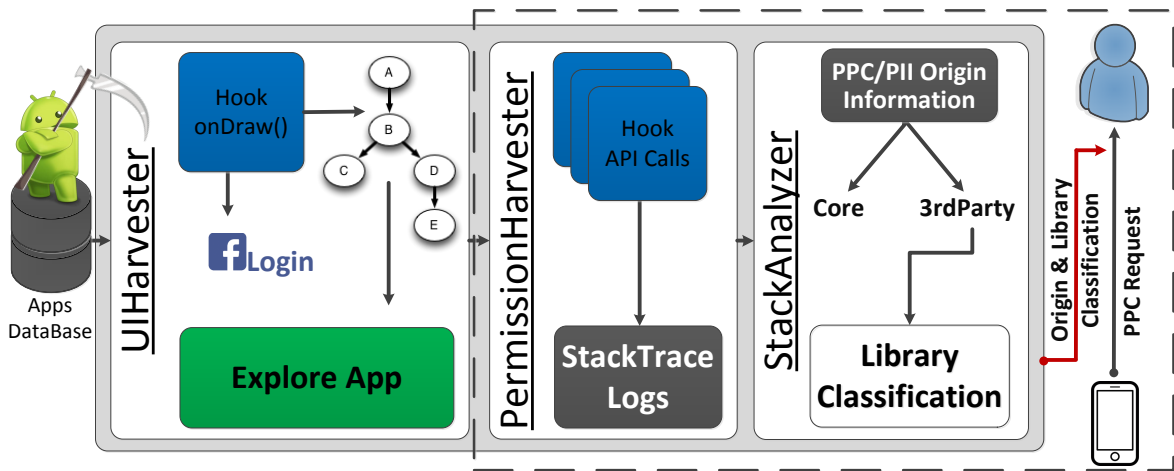 Apps
DataBase
UIHarvester
Hook
onDraw()
A
B
C
D
E
f Login
Explore App
PermissionHarvester
Hook
API Calls
StackTrace
Logs
StackAnalyzer
PPC/PII Origin
Information
Core
3rdParty
Library
Classification
Origin & Library
Classification
PPC Request